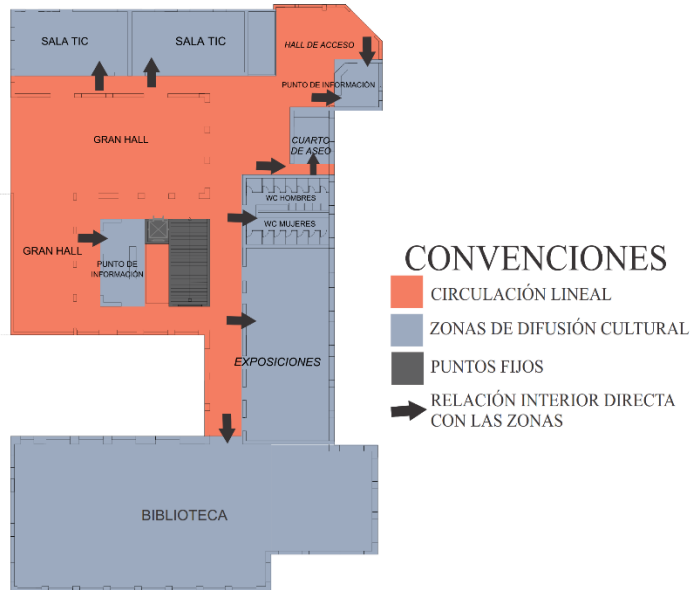 SALA TIC
SALA TIC
HALL DE ACCESO
PUNTO DE INFORMACIÓN
GRAN HALL
CUARTO
DE ASEO
WC HOMBRES
WC MUJERES
GRAN HALL
PUNTO DE
INFORMACIÓN
EXPOSICIONES
BIBLIOTECA
CONVENCIONES
CIRCULACIÓN LINEAL
ZONAS DE DIFUSIÓN CULTURAL
PUNTOS FIJOS
RELACIÓN INTERIOR DIRECTA
CON LAS ZONAS